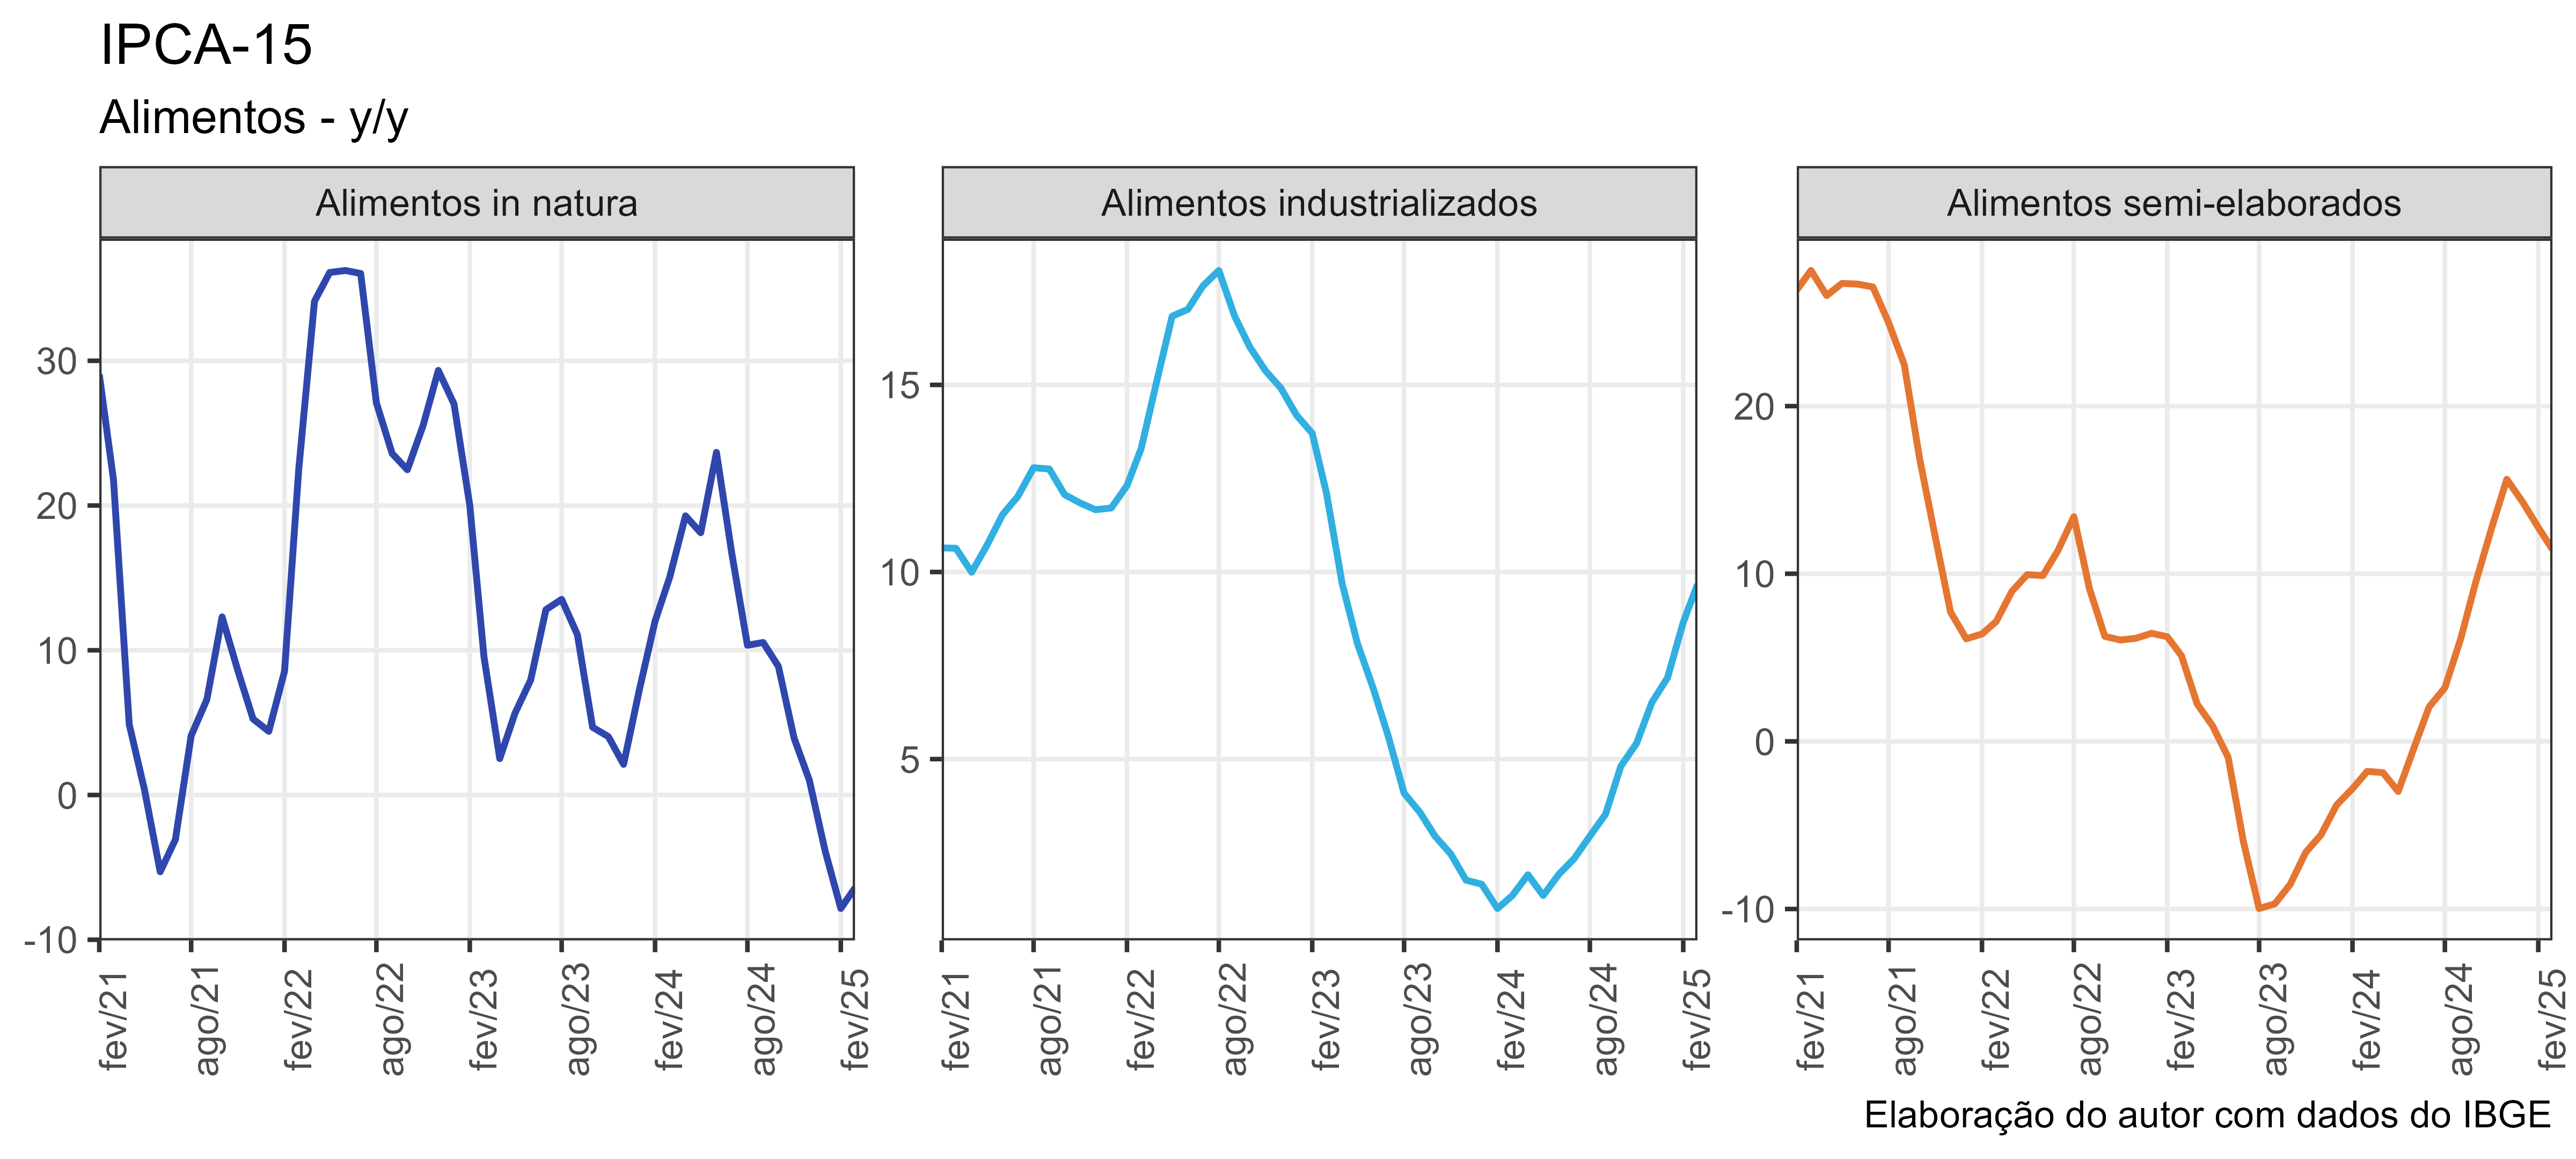 IPCA-15
Alimentos - y/y
Alimentos in natura
30
20
10
0
-10
fev/21
ago/21
fev/22
ago/22
fev/23
ago/23
fev/24
ago/24
fev/25
Alimentos industrializados
15
10
5
fev/21
ago/21
fev/22
ago/22
fev/23
ago/23
fev/24
ago/24
fev/25
Alimentos semi-elaborados
20
10
0
-10
fev/21
ago/21
fev/22
ago/22
fev/23
ago/23
fev/24
ago/24
fev/25
Elaboração do autor com dados do IBGE